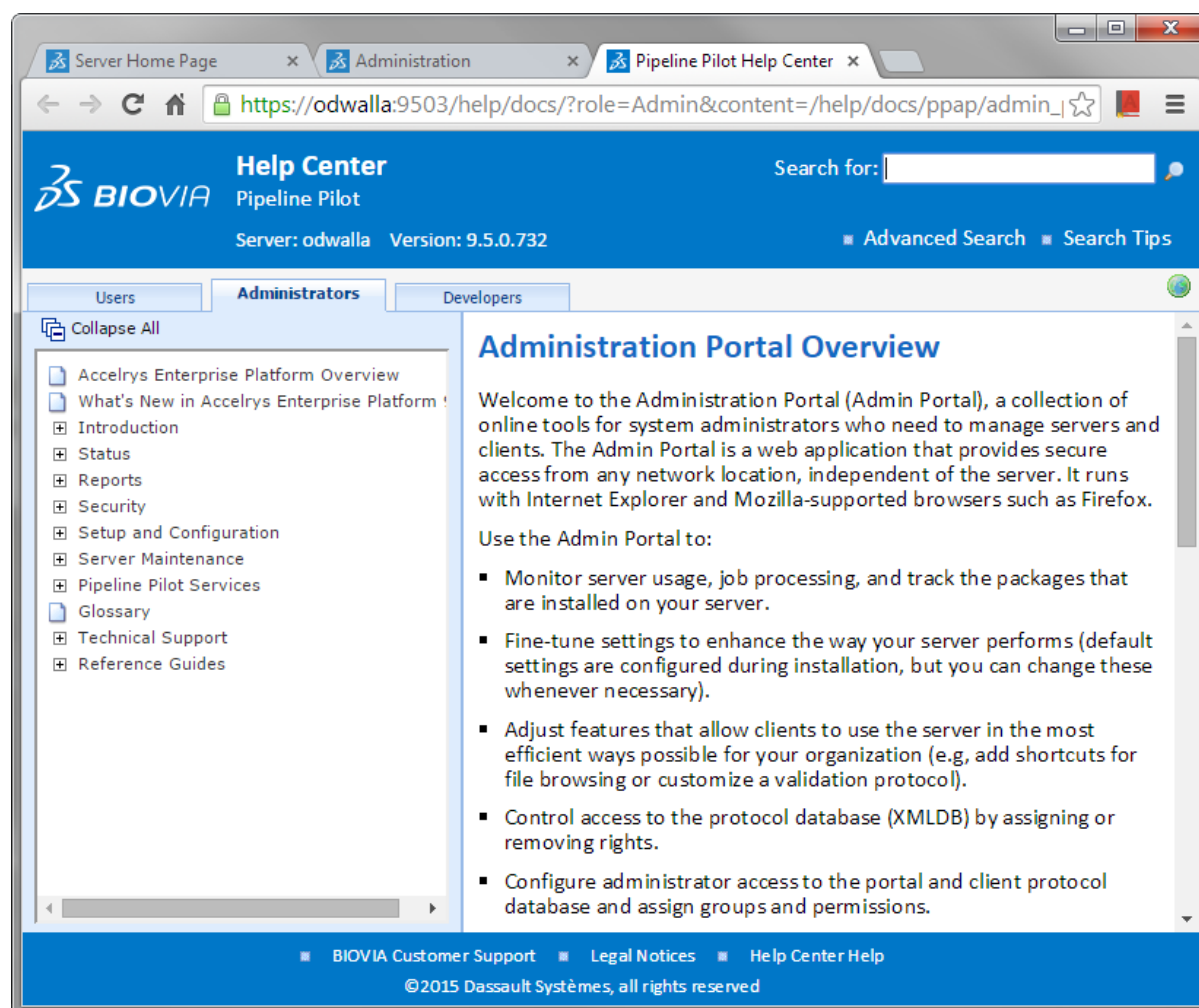 Server Home Page
Administration
Pipeline Pilot Help Center
https://odwalla:9503/help/docs/?role=Admin&content=/help/docs/ppap/admin_
BIOVIA
Help Center
Pipeline Pilot
Server: odwalla Version: 9.5.0.732
Search for:
Advanced Search
Search Tips
Users
Administrators
Developers
Collapse All
Accelrys Enterprise Platform Overview
What's New in Accelrys Enterprise Platform
Introduction
Status
Reports
Security
Setup and Configuration
Server Maintenance
Pipeline Pilot Services
Glossary
Technical Support
Reference Guides
Administration Portal Overview
Welcome to the Administration Portal (Admin Portal), a collection of
online tools for system administrators who need to manage servers and
clients. The Admin Portal is a web application that provides secure
access from any network location, independent of the server. It runs
with Internet Explorer and Mozilla-supported browsers such as Firefox.
Use the Admin Portal to:
Monitor server usage, job processing, and track the packages that
are installed on your server.
Fine-tune settings to enhance the way your server performs (default
settings are configured during installation, but you can change these
whenever necessary).
Adjust features that allow clients to use the server in the most
efficient ways possible for your organization (e.g, add shortcuts for
file browsing or customize a validation protocol).
Control access to the protocol database (XMLDB) by assigning or
removing rights.
Configure administrator access to the portal and client protocol
database and assign groups and permissions.
BIOVIA Customer Support
Legal Notices
Help Center Help
©2015 Dassault Systèmes, all rights reserved